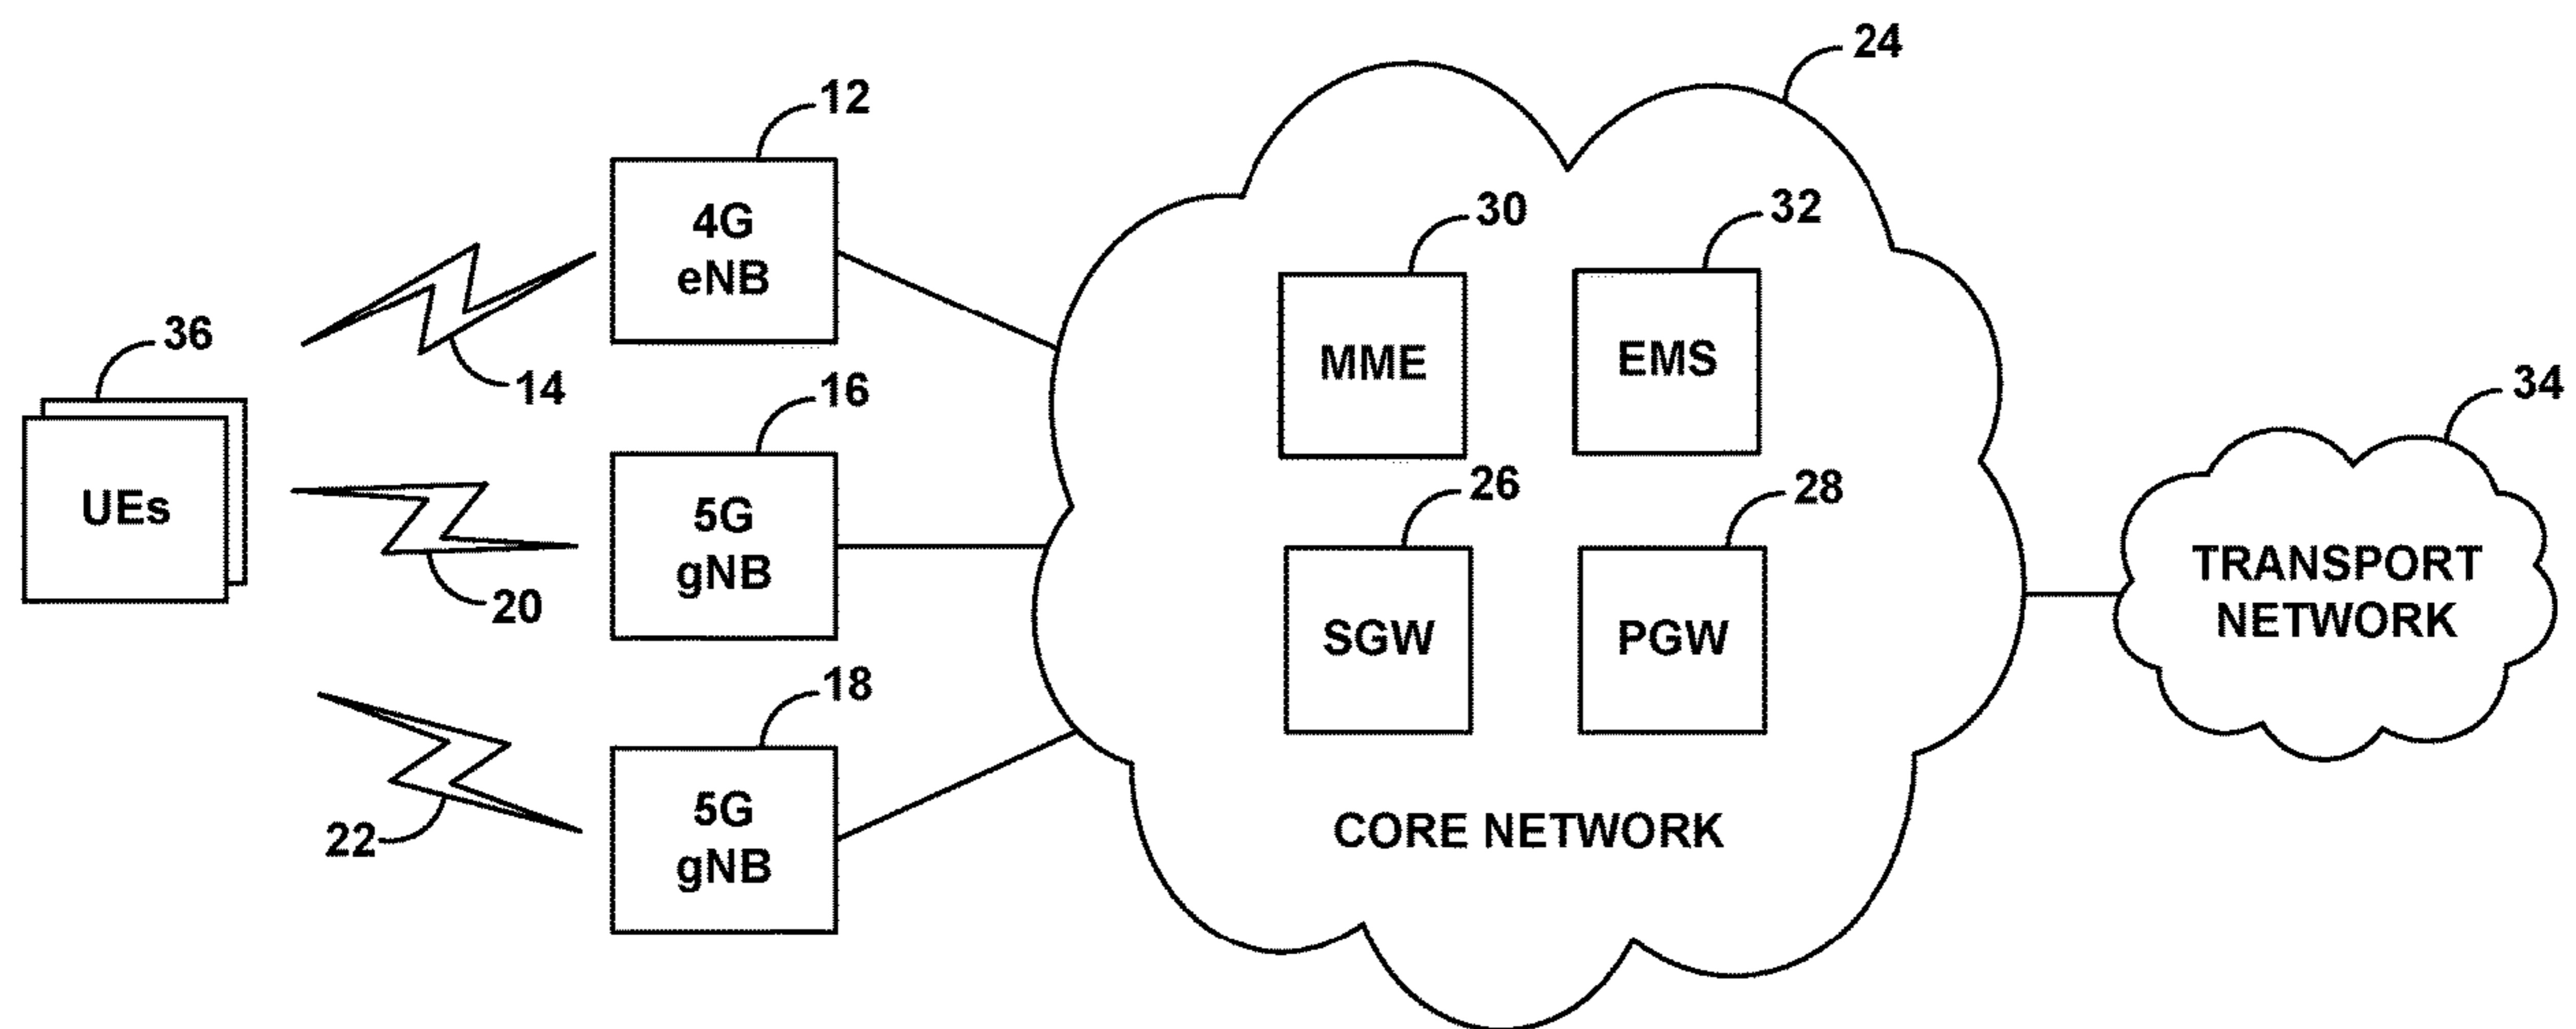 24
12
4G
eNB
14
36
UEs
16
5G
gNB
20
18
5G
gNB
22
30
MME
32
EMS
26
SGW
28
PGW
CORE NETWORK
34
TRANSPORT
NETWORK